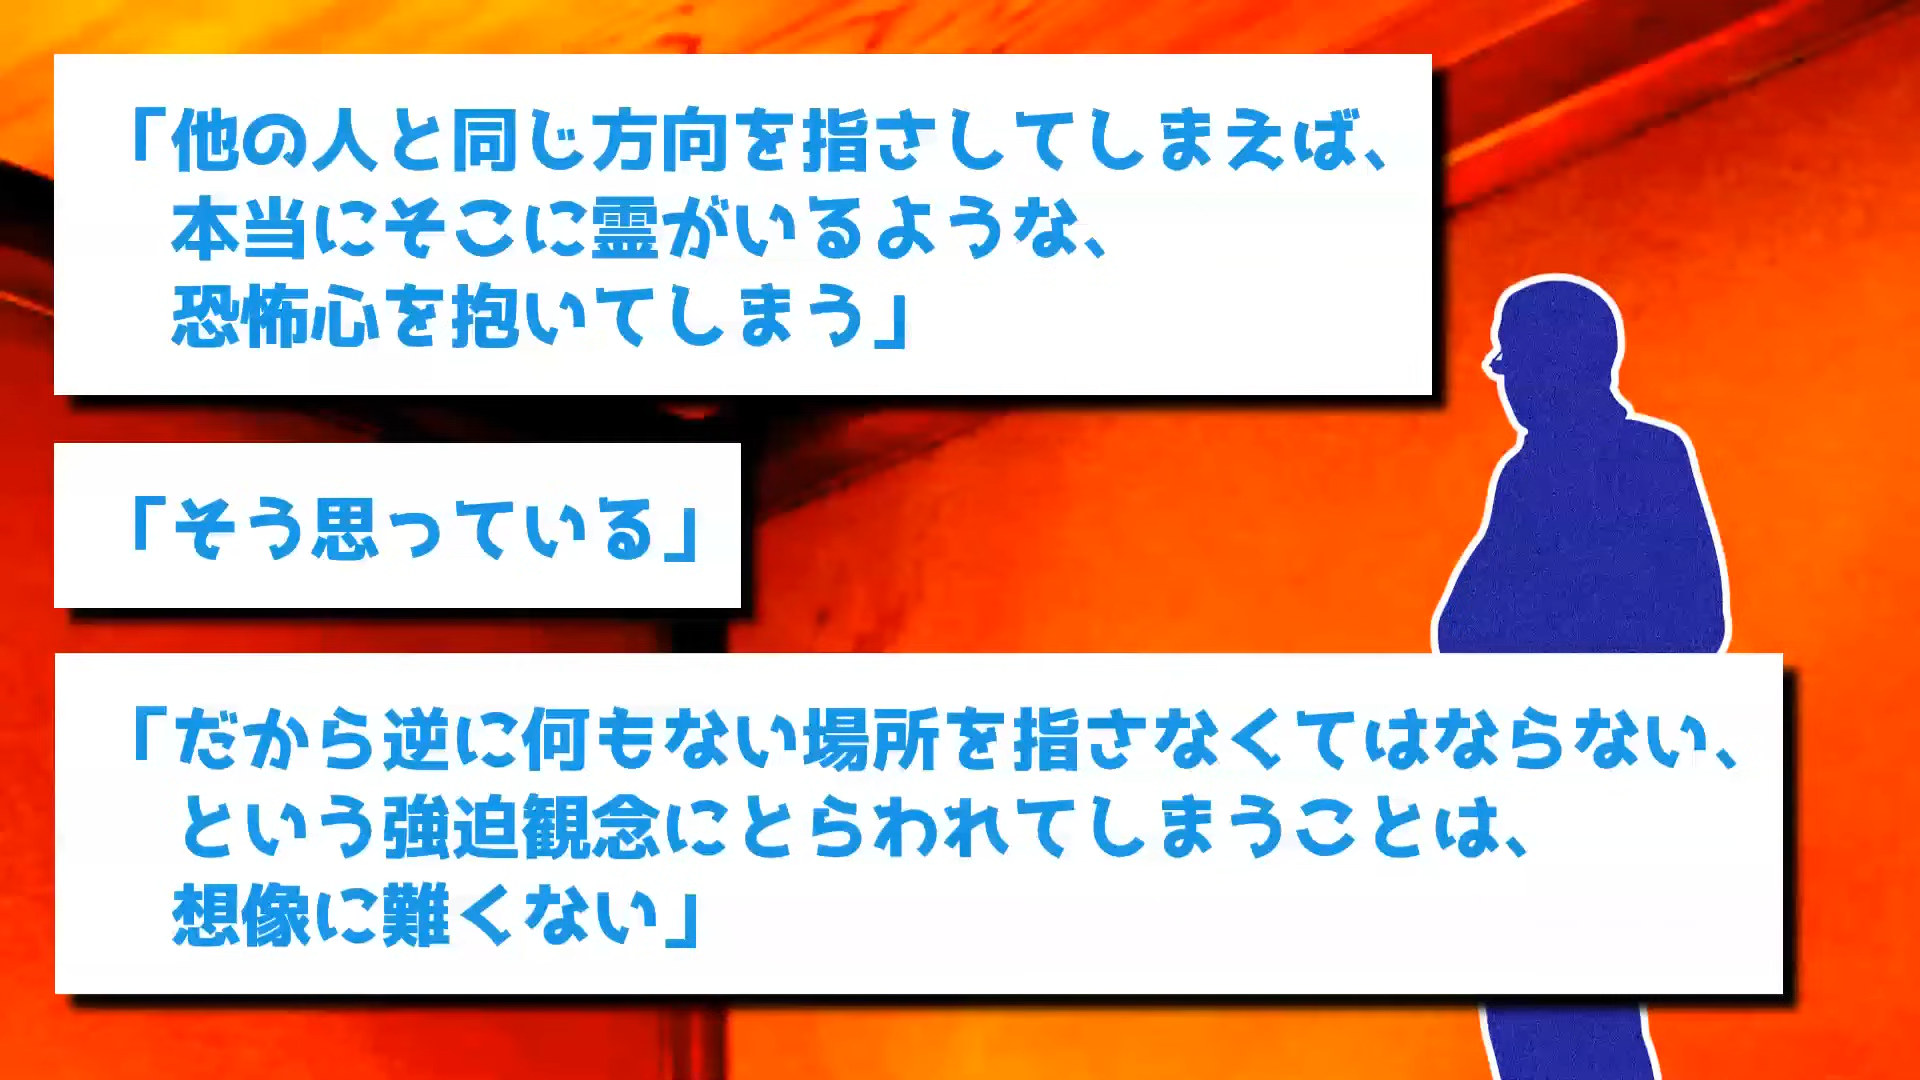 「他の人と同じ方向を指さしてしまえば、
本当にそこに霊がいるような、
恐怖心を抱いてしまう」
「そう思っている」
「だから逆に何もない場所を指さなくてはならない、
という強迫観念にとらわれてしまうことは、
想像に難くない」